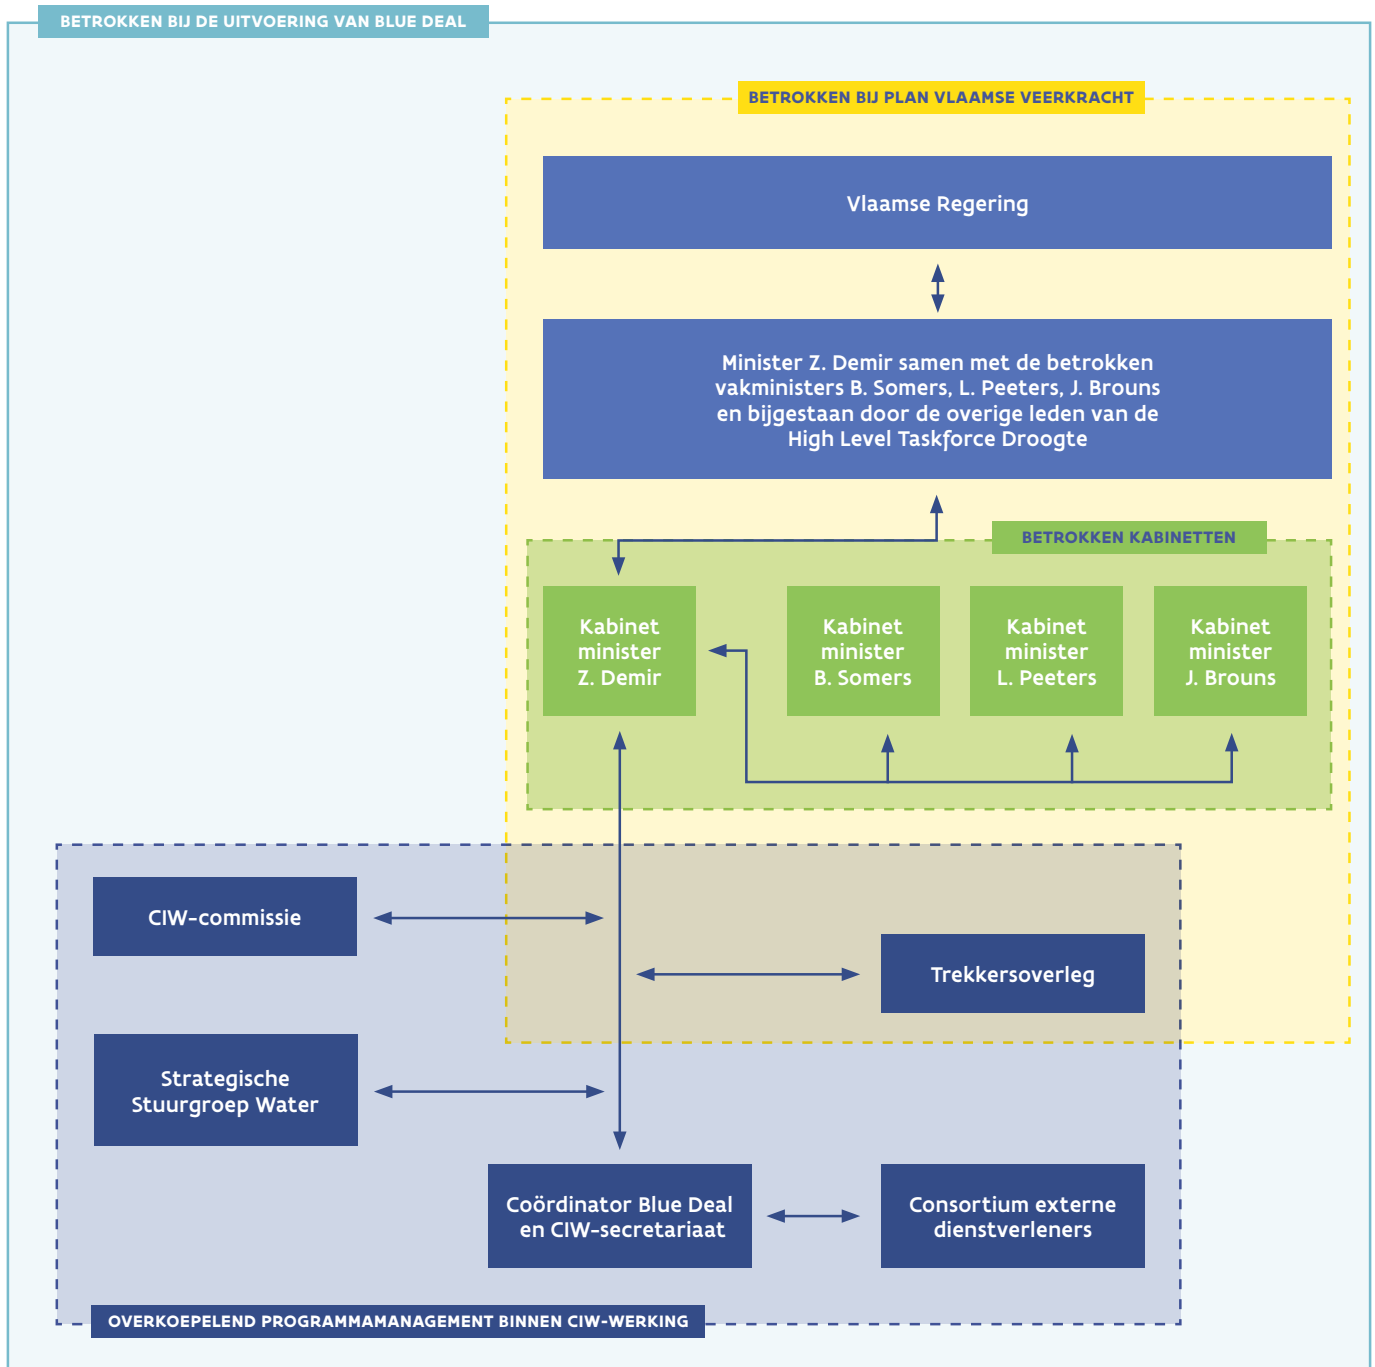 BETROKKEN BIJ DE UITVOERING VAN BLUE DEAL
BETROKKEN BIJ PLAN VLAAMSE VEERKRACHT
Vlaamse Regering
Minister Z. Demir samen met de betrokken
vakministers B. Somers, L. Peeters, J. Brouns
en bijgestaan door de overige leden van de
High Level Taskforce Droogte
BETROKKEN KABINETTEN
Kabinet
minister
Z. Demir
Kabinet
minister
B. Somers
Kabinet
minister
L. Peeters
Kabinet
minister
J. Brouns
CIW-commissie
Trekkersoverleg
Strategische
Stuurgroep Water
Coördinator Blue Deal
en CIW-secretariaat
Consortium externe
dienstverleners
OVERKOEPELEND PROGRAMMAMANAGEMENT BINNEN CIW-WERKING